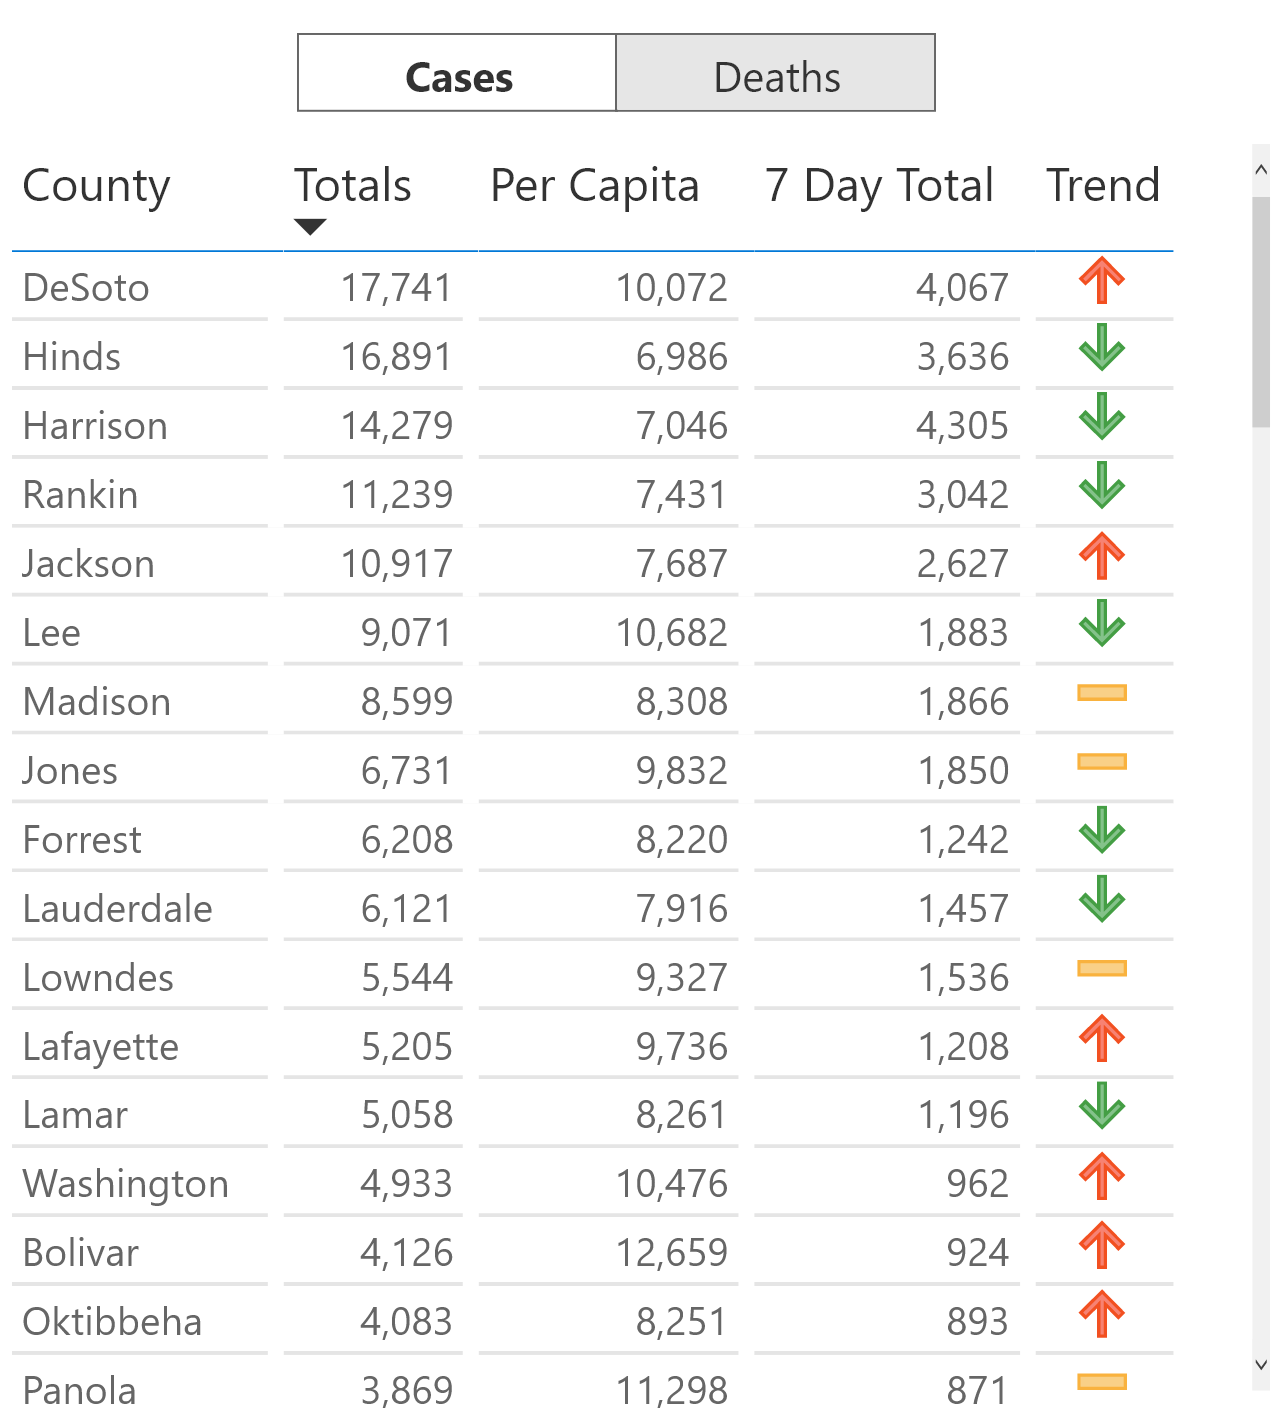 Cases Deaths
County Totals Per Capita 7 Day Total Trend
DeSoto 17,741 10,072 4,067
Hinds 16,891 6,986 3,636
Harrison 14,279 7,046 4,305
Rankin 11,239 7,431 3,042
Jackson 10,917 7,687 2,627
Lee 9,071 10,682 1,883
Madison 8,599 8,308 1,866
Jones 6,731 9,832 1,850
Forrest 6,208 8,220 1,242
Lauderdale 6,121 7,916 1,457
Lowndes 5,544 9,327 1,536
Lafayette 5,205 9,736 1,208
Lamar 5,058 8,261 1,196
Washington 4,933 10,476 962
Bolivar 4,126 12,659 924
Oktibbeha 4,083 8,251 893
Panola 3,869 11,298 871